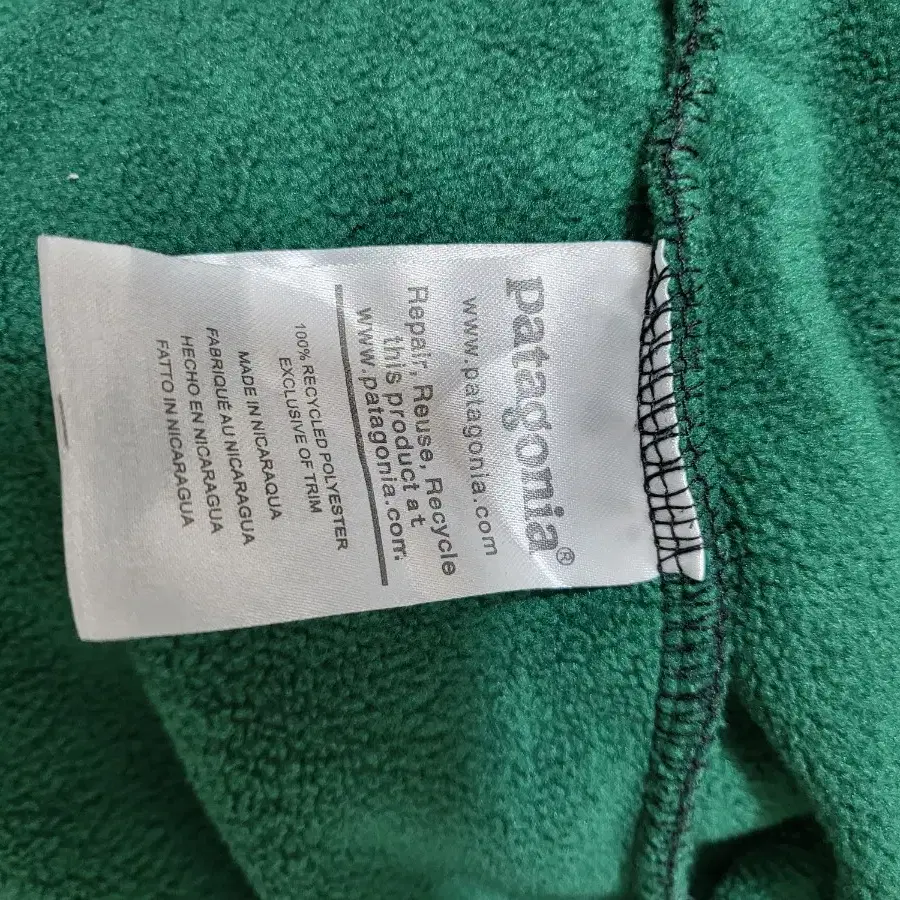 patagonia®
www.patagonia.com
Repair, Reuse, Recycle
this product at
www.patagonia.com.
100% RECYCLED POLYESTER
EXCLUSIVE OF TRIM
MADE IN NICARAQUA
FABRIQUÉ AU NICARAGUA
HECHO EN NICARAGUA
FATTO IN NICARAGUA